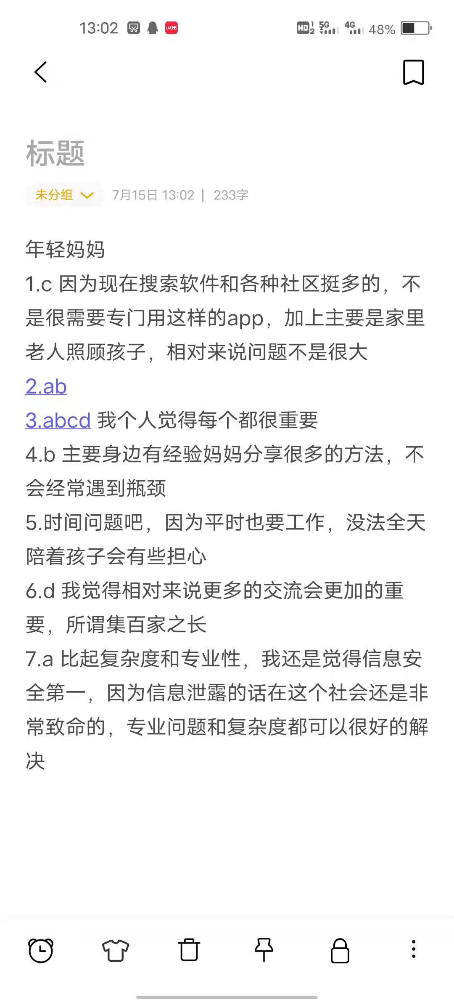 13:02 小红书 HD 1 2 5G 4G 48%
标题
未分组 7月15日 13:02 | 233字
年轻妈妈
1.c 因为现在搜索软件和各种社区挺多的，不
是很需要专门用这样的app，加上主要是家里
老人照顾孩子，相对来说问题不是很大
2.ab
3.abcd 我个人觉得每个都很重要
4.b 主要身边有经验妈妈分享很多的方法，不
会经常遇到瓶颈
5.时间问题吧，因为平时也要工作，没法全天
陪着孩子会有些担心
6.d 我觉得相对来说更多的交流会更加的重
要，所谓集百家之长
7.a 比起复杂度和专业性，我还是觉得信息安
全第一，因为信息泄露的话在这个社会还是非
常致命的，专业问题和复杂度都可以很好的解
决